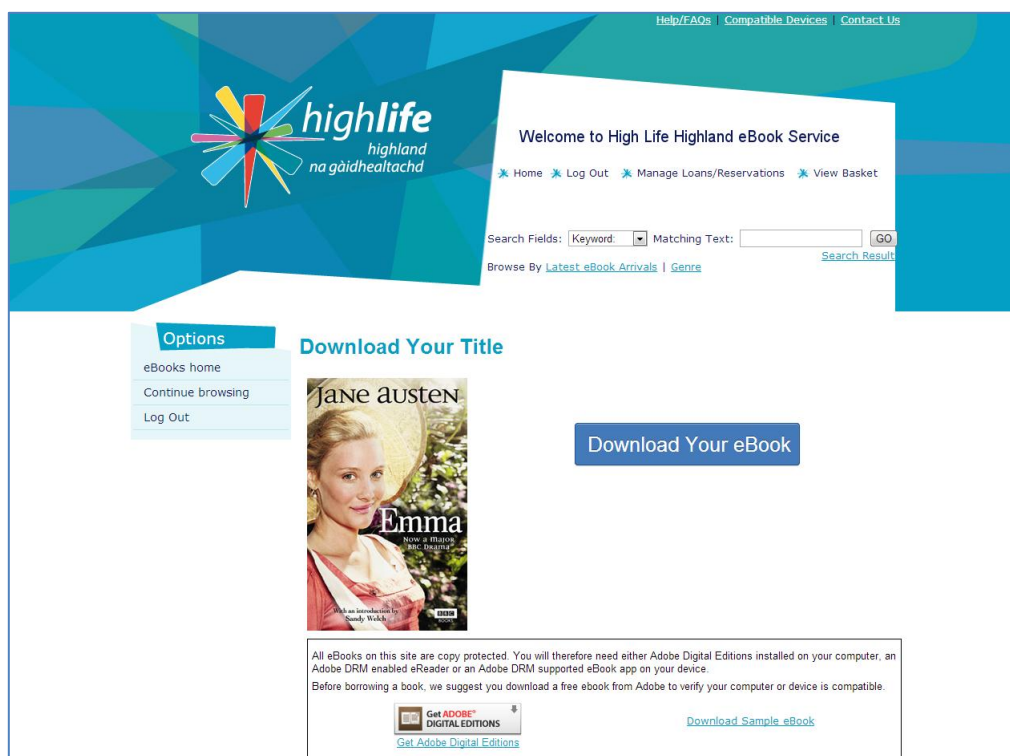 Help/FAQs | Compatible Devices | Contact Us
highlife
highland
na gàidhealtachd
Welcome to High Life Highland eBook Service
Home Log Out Manage Loans/Reservations View Basket
Search Fields: Keyword: Matching Text: GO
Search Result
Browse By Latest eBook Arrivals | Genre
Options
eBooks home
Continue browsing
Log Out
Download Your Title
Jane Austen
Emma
Now a Major
BBC Drama
With an introduction by
Sandy Welch
BBC
BOOKS
Download Your eBook
All eBooks on this site are copy protected. You will therefore need either Adobe Digital Editions installed on your computer, an
Adobe DRM enabled eReader or an Adobe DRM supported eBook app on your device.
Before borrowing a book, we suggest you download a free ebook from Adobe to verify your computer or device is compatible.
Get ADOBE®
DIGITAL EDITIONS
Get Adobe Digital Editions
Download Sample eBook